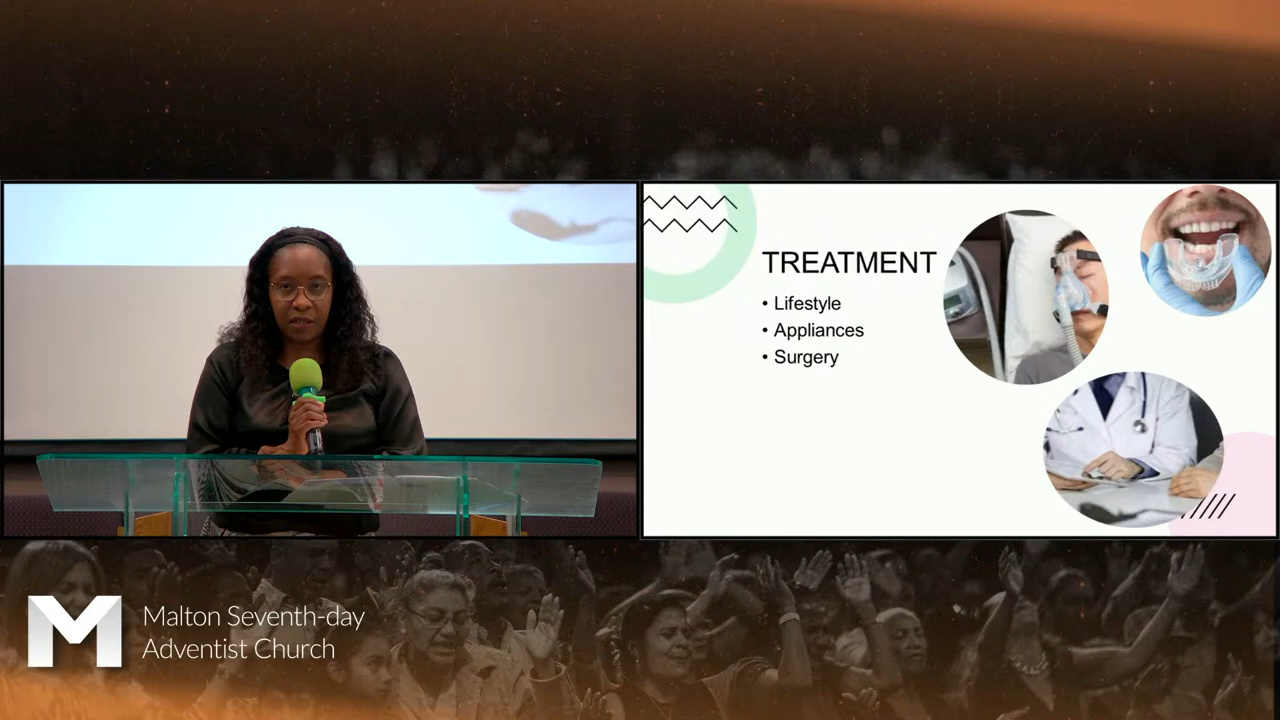 TREATMENT
• Lifestyle
• Appliances
• Surgery
Malton Seventh-day
Adventist Church